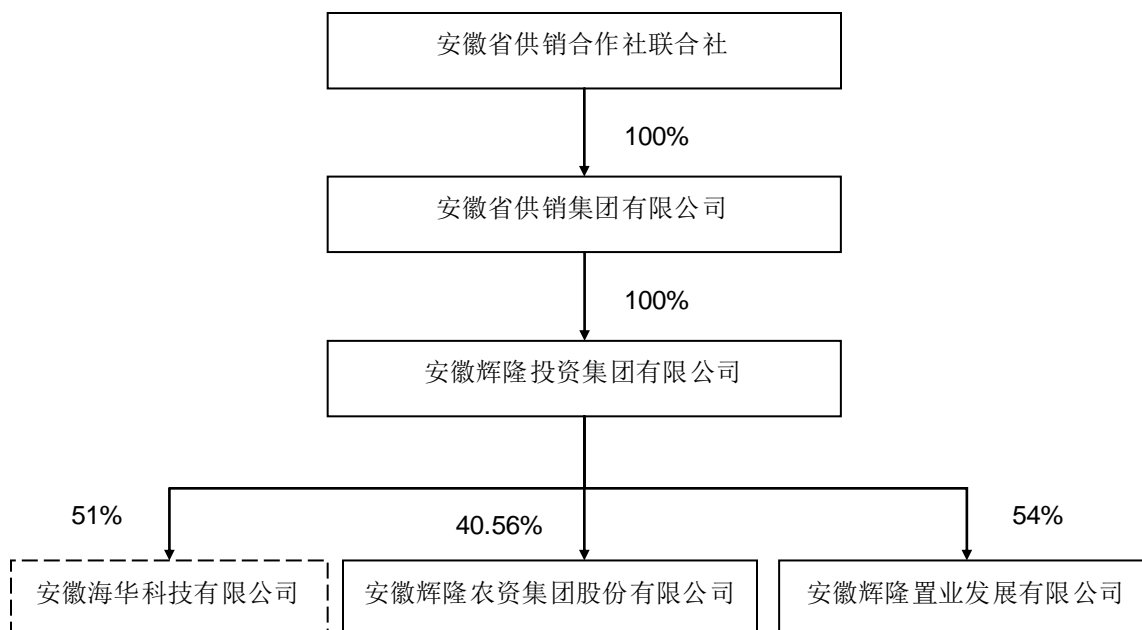 安徽省供销合作社联合社
100%
安徽省供销集团有限公司
100%
安徽辉隆投资集团有限公司
51%
40.56%
54%
安徽海华科技有限公司
安徽辉隆农资集团股份有限公司
安徽辉隆置业发展有限公司